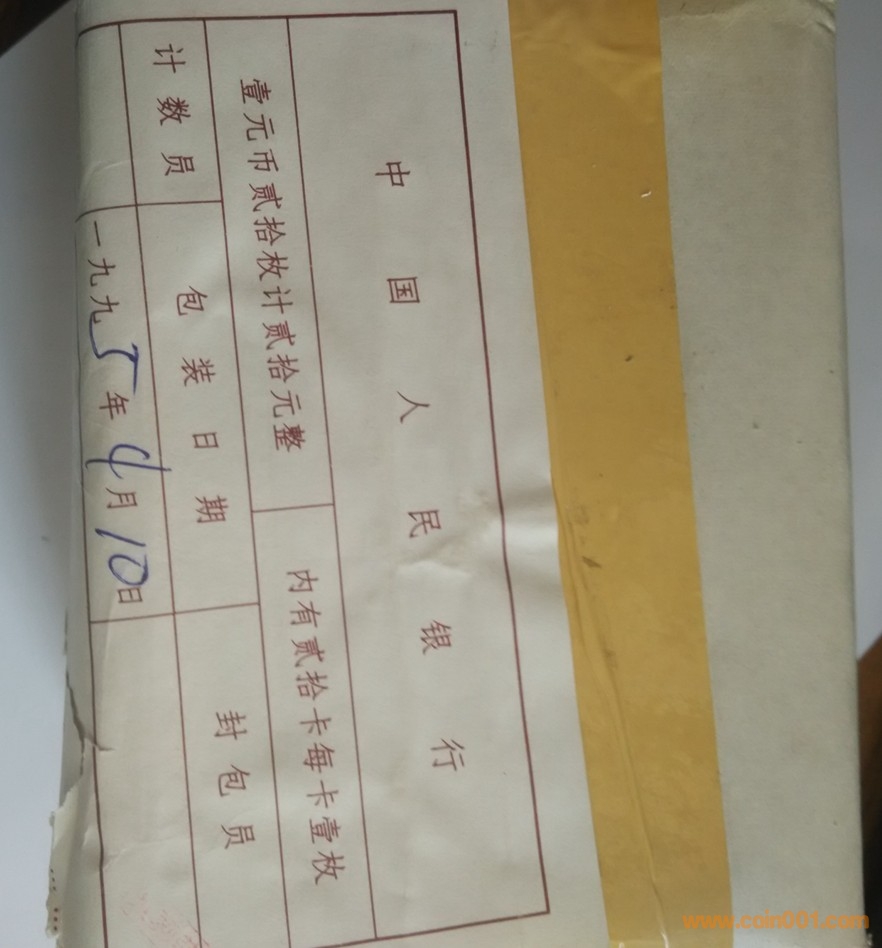 中国人民银行
壹元币贰拾枚计贰拾元整
内有贰拾卡每卡壹枚
计数员
包装日期
封包员
一九九5年4月10日
www.coin001.com